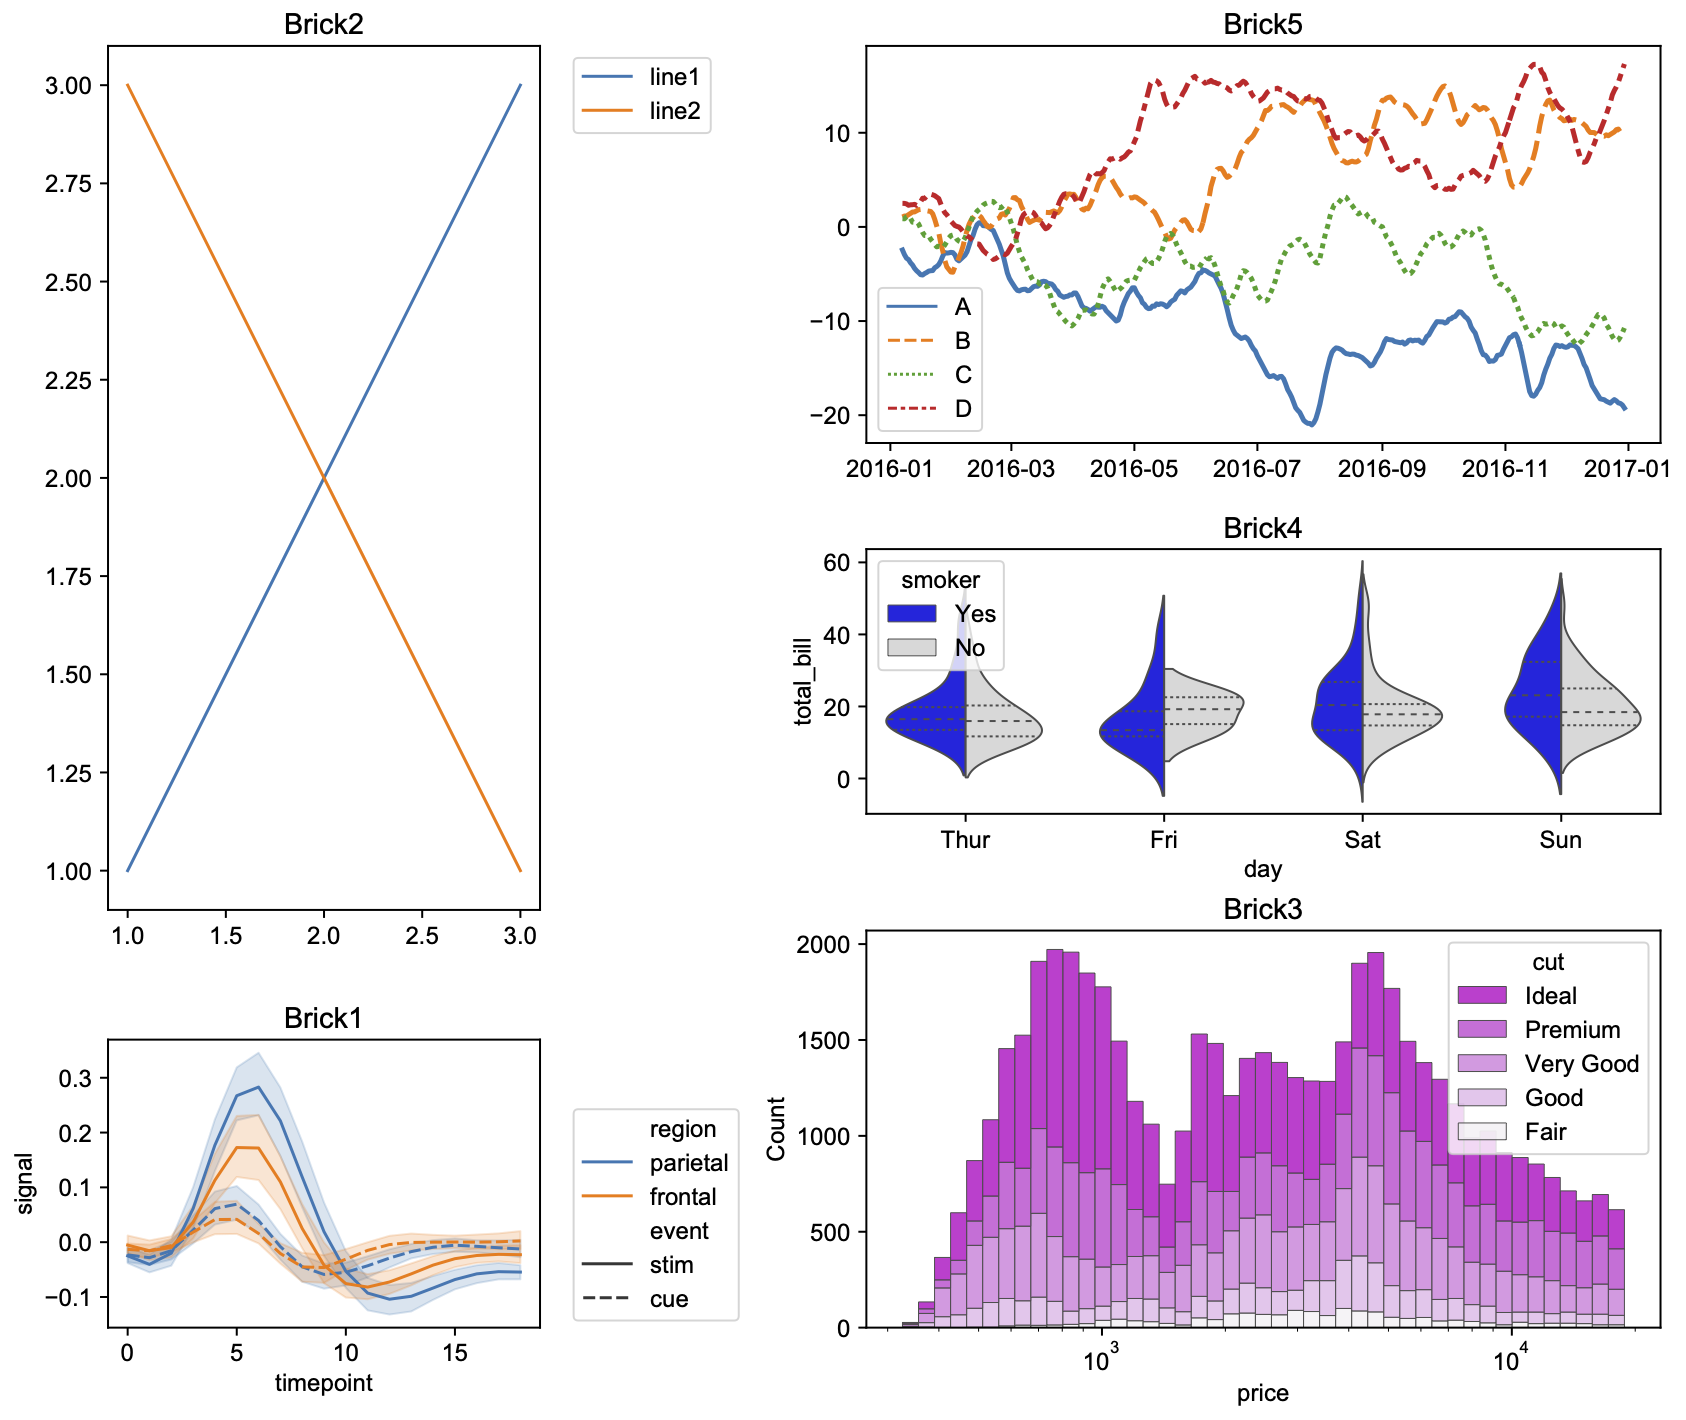 Brick2
3.00
2.75
2.50
2.25
2.00
1.75
1.50
1.25
1.00
1.0 1.5 2.0 2.5 3.0
line1
line2
Brick1
0.3
0.2
0.1
0.0
−0.1
signal
0 5 10 15
timepoint
region
parietal
frontal
event
stim
cue
Brick5
10
0
−10
−20
A
B
C
D
2016-01 2016-03 2016-05 2016-07 2016-09 2016-11 2017-01
Brick4
60
40
20
0
total_bill
smoker
Yes
No
Thur Fri Sat Sun
day
Brick3
2000
1500
1000
500
0
Count
cut
Ideal
Premium
Very Good
Good
Fair
10³ 10⁴
price